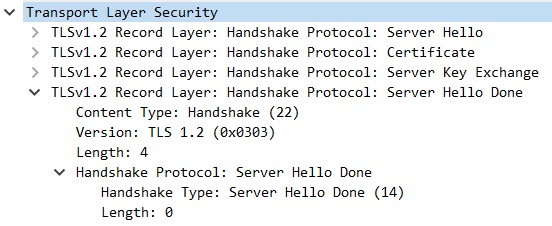 Transport Layer Security
TLSv1.2 Record Layer: Handshake Protocol: Server Hello
TLSv1.2 Record Layer: Handshake Protocol: Certificate
TLSv1.2 Record Layer: Handshake Protocol: Server Key Exchange
TLSv1.2 Record Layer: Handshake Protocol: Server Hello Done
Content Type: Handshake (22)
Version: TLS 1.2 (0x0303)
Length: 4
Handshake Protocol: Server Hello Done
Handshake Type: Server Hello Done (14)
Length: 0